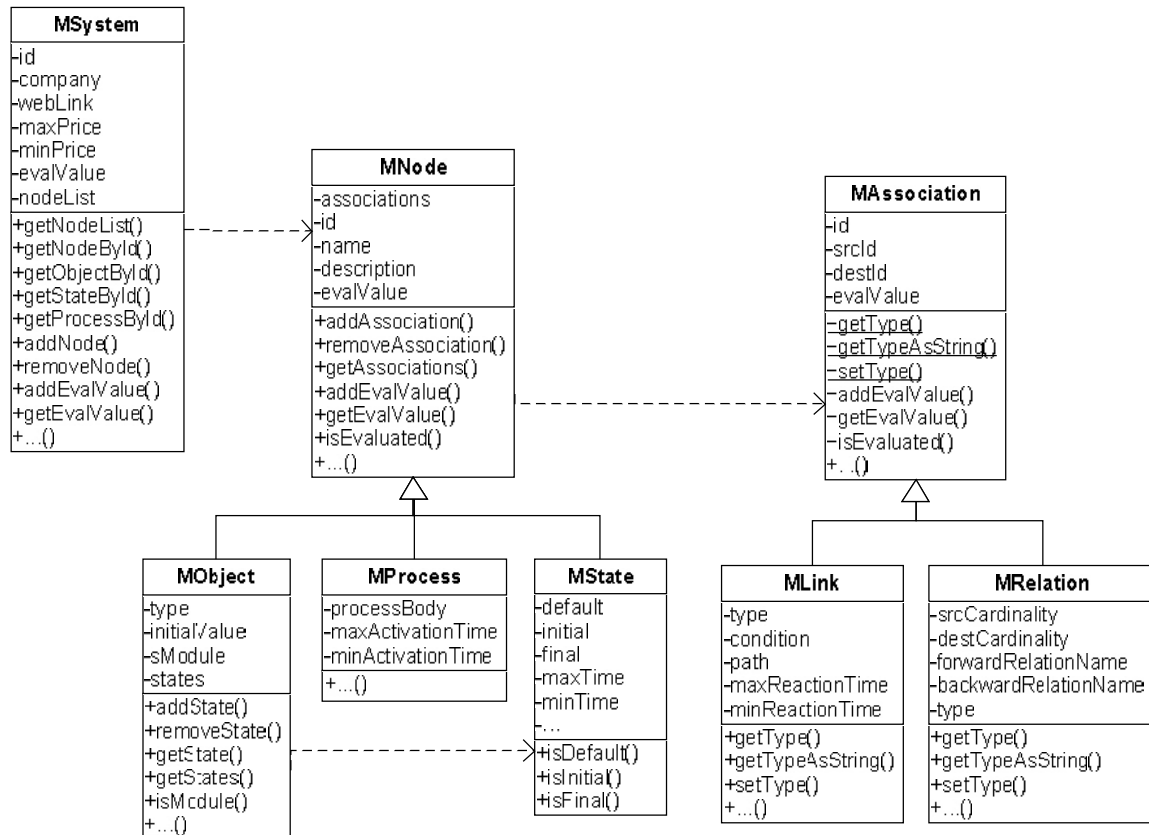 MSystem
-id
-company
-webLink
-maxPrice
-minPrice
-evalValue
-nodeList
+getNodeList()
+getNodeById()
+getObjectById()
+getStateById()
+getProcessById()
+addNode()
+removeNode()
+addEvalValue()
+getEvalValue()
+...()
MNode
-associations
-id
-name
-description
-evalValue
+addAssociation()
+removeAssociation()
+getAssociations()
+addEvalValue()
+getEvalValue()
+isEvaluated()
+...()
MAssociation
-id
-srcId
-destId
-evalValue
-getType()
-getTypeAsString()
-setType()
-addEvalValue()
-getEvalValue()
-isEvaluated()
+...()
MObject
-type
-initialValue
-sModule
-states
+addState()
+removeState()
+getState()
+getStates()
+isModule()
+...()
MProcess
-processBody
-maxActivationTime
-minActivationTime
+...()
MState
-default
-initial
-final
-maxTime
-minTime
-...
+isDefault()
+isInitial()
+isFinal()
MLink
-type
-condition
-path
-maxReactionTime
-minReactionTime
+getType()
+getTypeAsString()
+setType()
+...()
MRelation
-srcCardinality
-destCardinality
-forwardRelationName
-backwardRelationName
-type
+getType()
+getTypeAsString()
+setType()
+...()